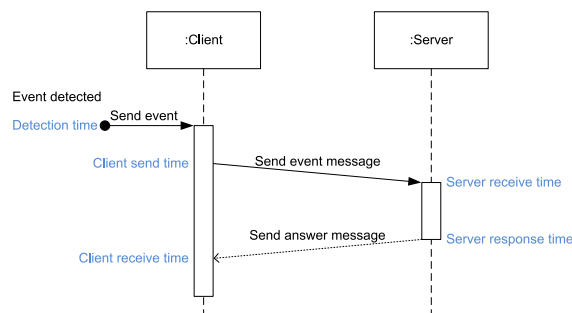 :Client
:Server
Event detected
Send event
Detection time
Client send time
Send event message
Server receive time
Send answer message
Server response time
Client receive time